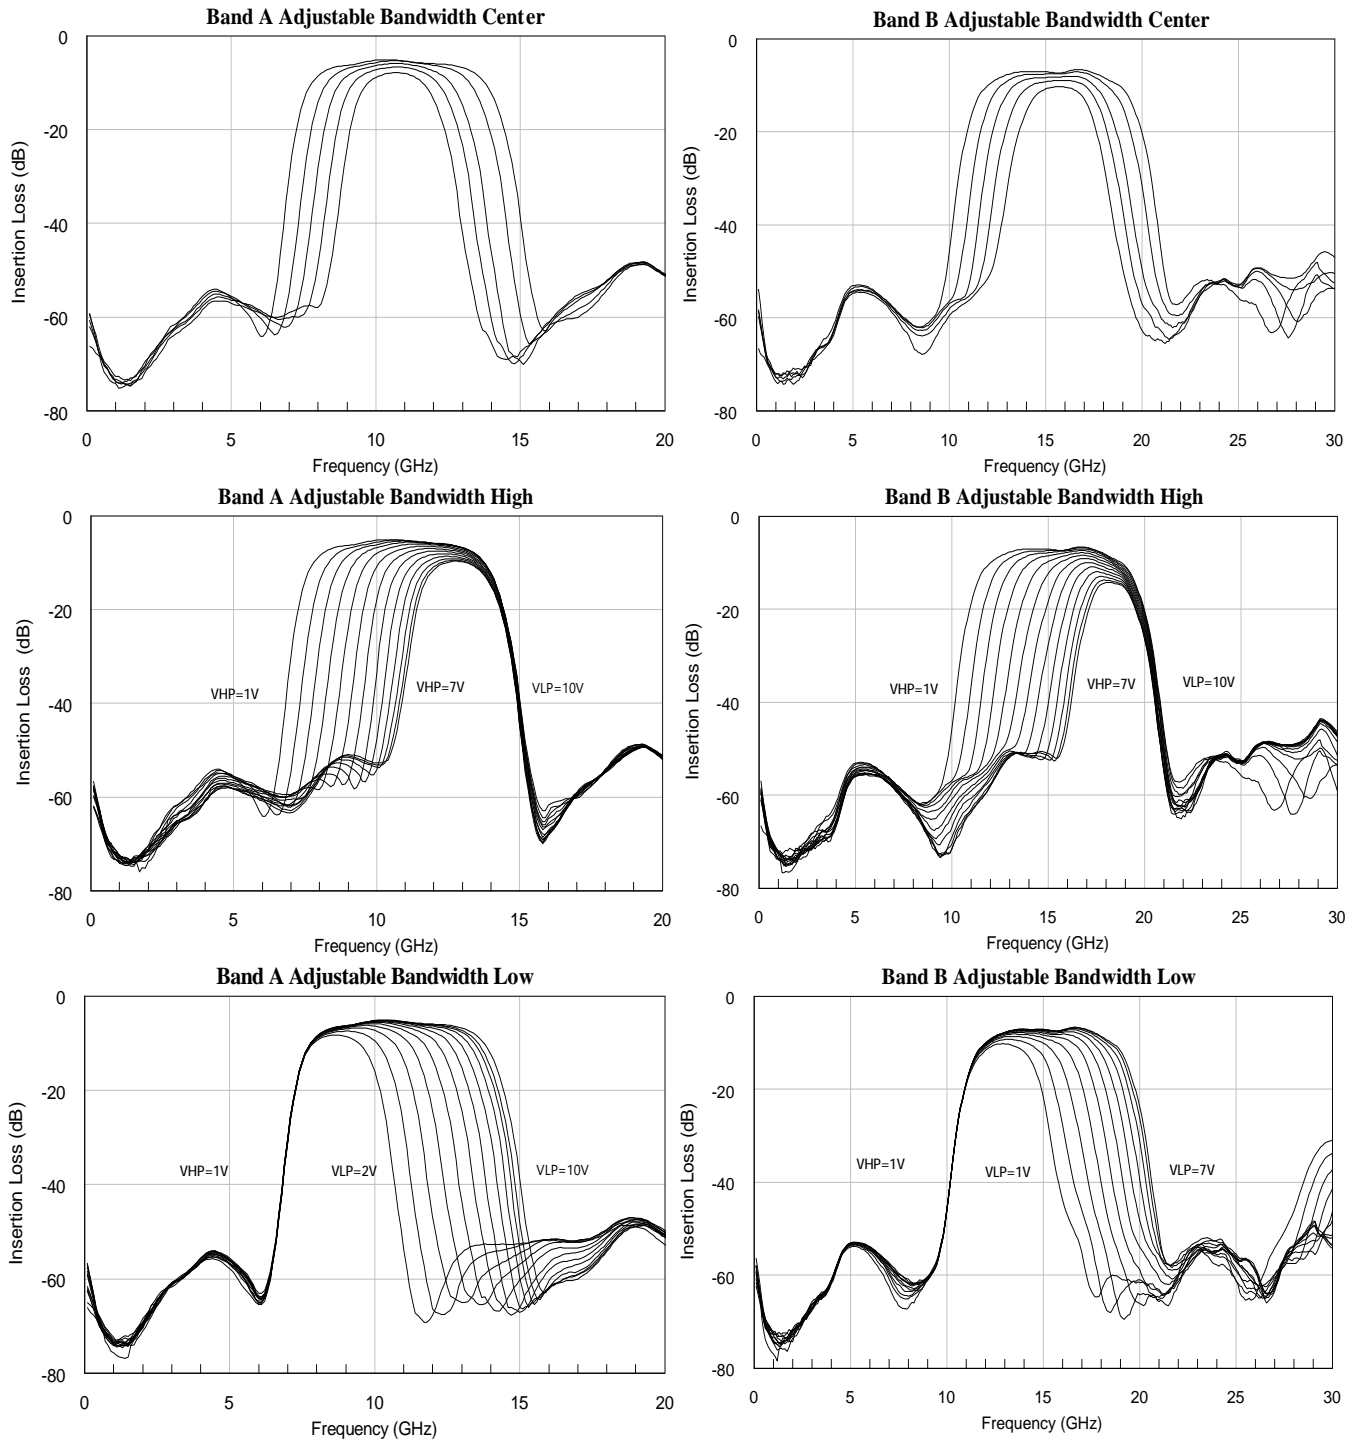 Band A Adjustable Bandwidth Center
0
-20
-40
-60
-80
Insertion Loss (dB)
0 5 10 15 20
Frequency (GHz)
Band B Adjustable Bandwidth Center
0
-20
-40
-60
-80
Insertion Loss (dB)
0 5 10 15 20 25 30
Frequency (GHz)
Band A Adjustable Bandwidth High
0
-20
-40
-60
-80
Insertion Loss (dB)
VHP=1V VHP=7V VLP=10V
0 5 10 15 20
Frequency (GHz)
Band B Adjustable Bandwidth High
0
-20
-40
-60
-80
Insertion Loss (dB)
VHP=1V VHP=7V VLP=10V
0 5 10 15 20 25 30
Frequency (GHz)
Band A Adjustable Bandwidth Low
0
-20
-40
-60
-80
Insertion Loss (dB)
VHP=1V VLP=2V VLP=10V
0 5 10 15 20
Frequency (GHz)
Band B Adjustable Bandwidth Low
0
-20
-40
-60
-80
Insertion Loss (dB)
VHP=1V VLP=1V VLP=7V
0 5 10 15 20 25 30
Frequency (GHz)